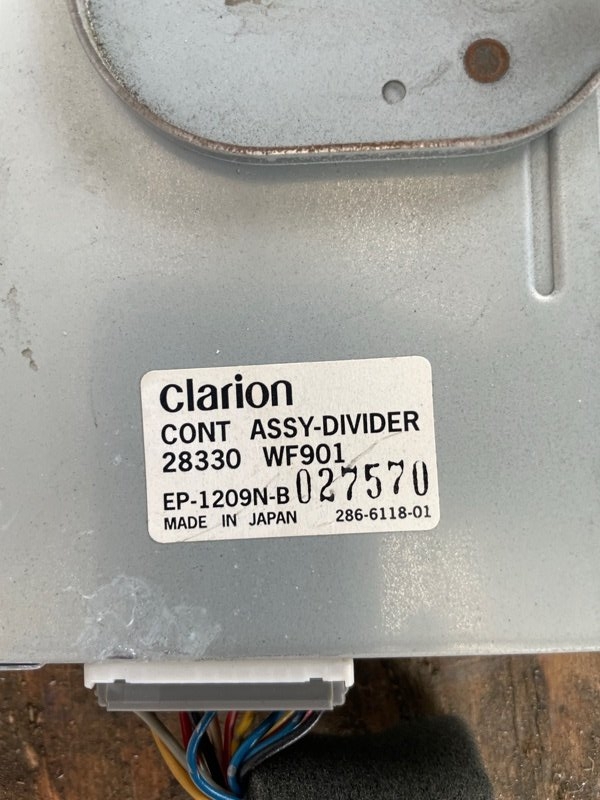 clarion
CONT ASSY-DIVIDER
28330 WF901
EP-1209N-B 027570
MADE IN JAPAN 286-6118-01